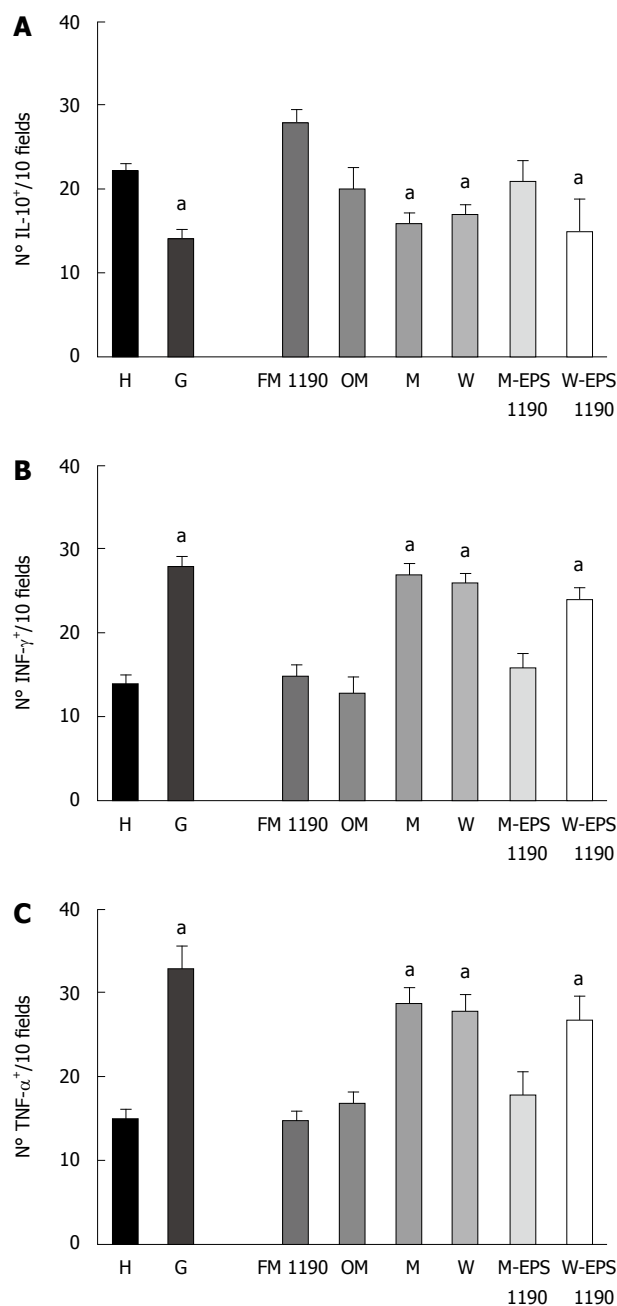 A
40
30
20
10
0
N° IL-10⁺/10 fields
a
a
a
a
H G FM 1190 OM M W M-EPS W-EPS
1190 1190
B
40
30
20
10
0
N° INF-γ⁺/10 fields
a
a
a
a
H G FM 1190 OM M W M-EPS W-EPS
1190 1190
C
40
30
20
10
0
N° TNF-α⁺/10 fields
a
a
a
a
H G FM 1190 OM M W M-EPS W-EPS
1190 1190